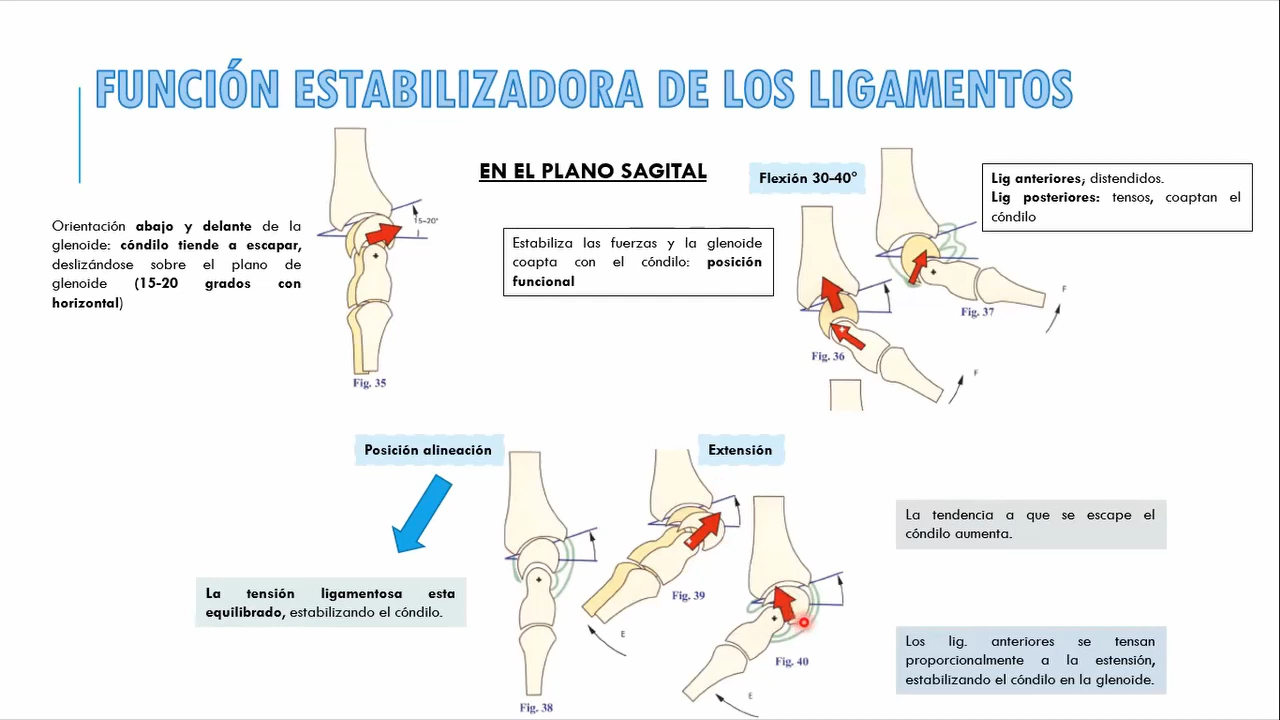 FUNCIÓN ESTABILIZADORA DE LOS LIGAMENTOS
EN EL PLANO SAGITAL
Orientación abajo y delante de la
glenoide: cóndilo tiende a escapar,
deslizándose sobre el plano de
glenoide (15-20 grados con
horizontal)
15-20°
Fig. 35
Estabiliza las fuerzas y la glenoide
coapta con el cóndilo: posición
funcional
Flexión 30-40°
Fig. 36
F
Fig. 37
F
Lig anteriores; distendidos.
Lig posteriores: tensos, coaptan el
cóndilo
Posición alineación
La tensión ligamentosa esta
equilibrado, estabilizando el cóndilo.
Fig. 38
Extensión
Fig. 39
E
Fig. 40
E
La tendencia a que se escape el
cóndilo aumenta.
Los lig. anteriores se tensan
proporcionalmente a la estensión,
estabilizando el cóndilo en la glenoide.